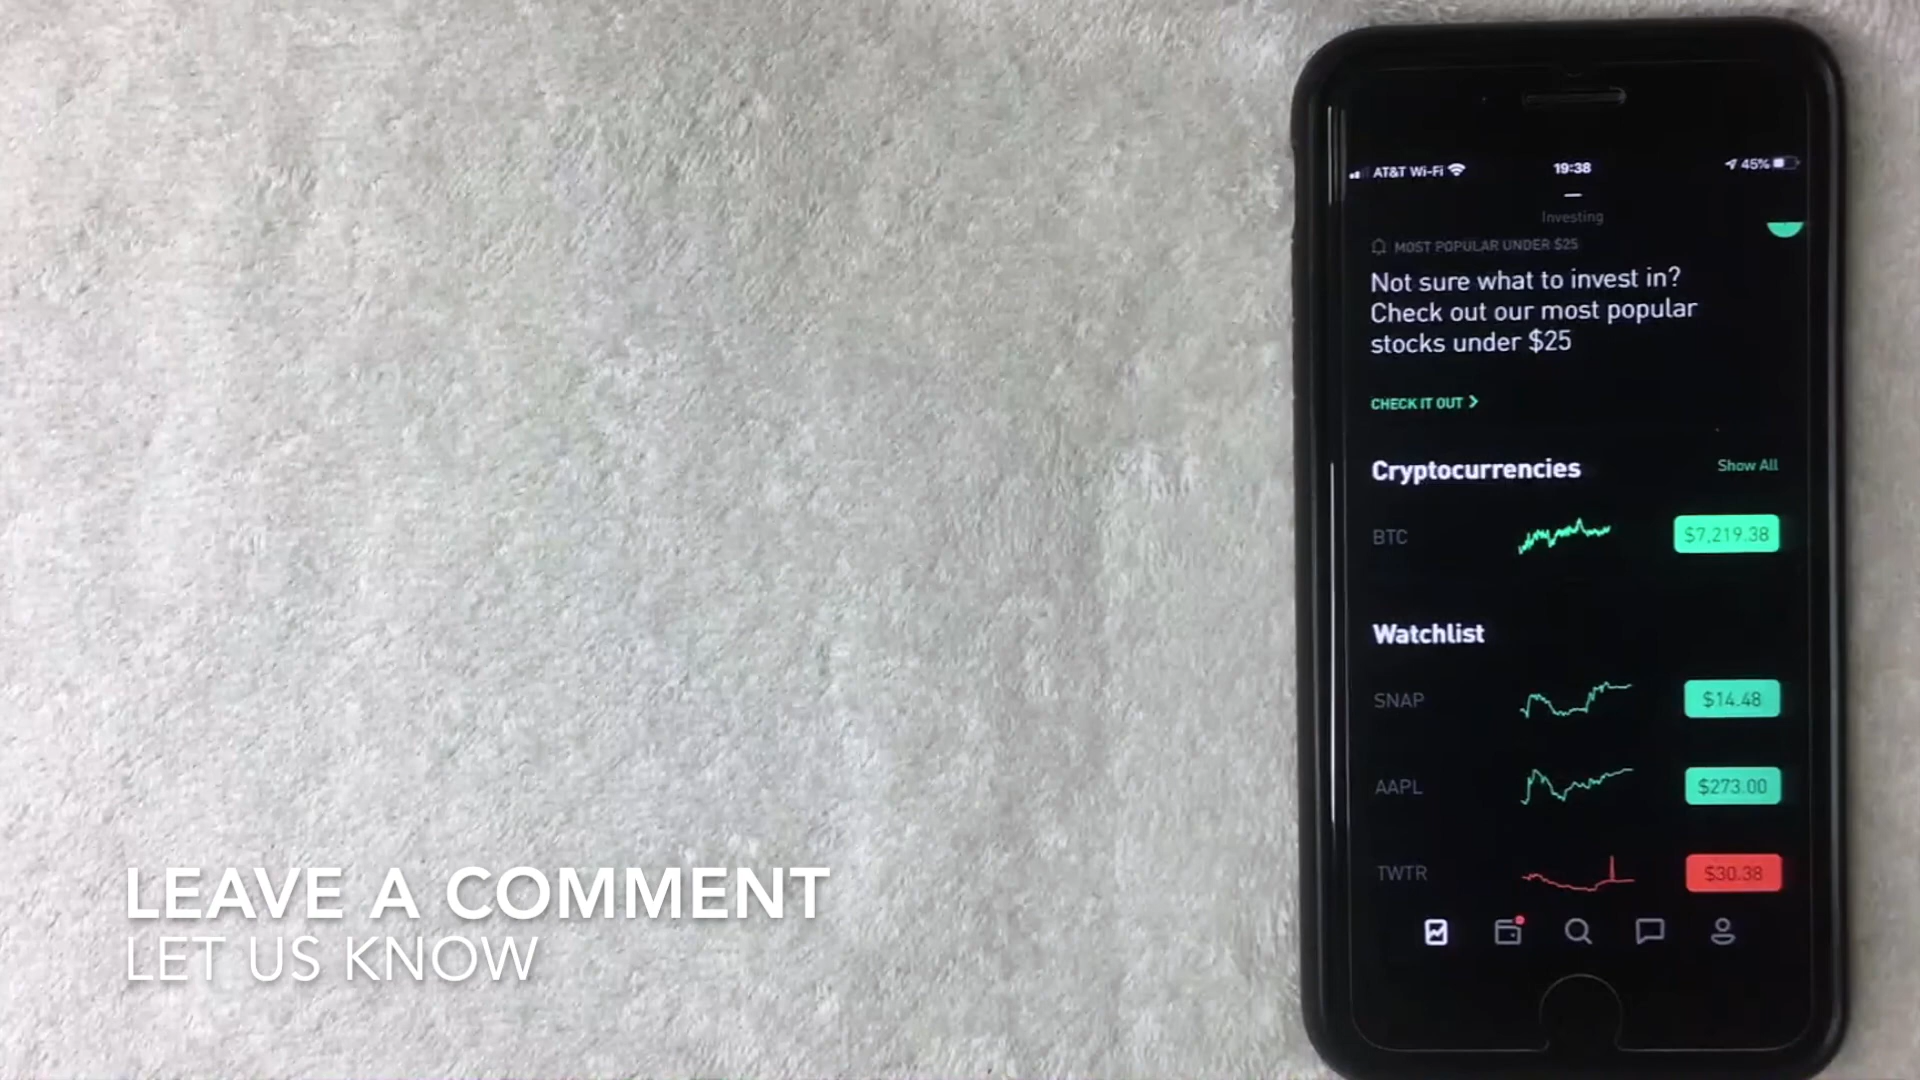 AT&T Wi-Fi 19:38 45%
Investing
MOST POPULAR UNDER $25
Not sure what to invest in?
Check out our most popular
stocks under $25
CHECK IT OUT
Cryptocurrencies Show All
BTC $7,219.38
Watchlist
SNAP $14.48
AAPL $273.00
TWTR $30.38
LEAVE A COMMENT
LET US KNOW